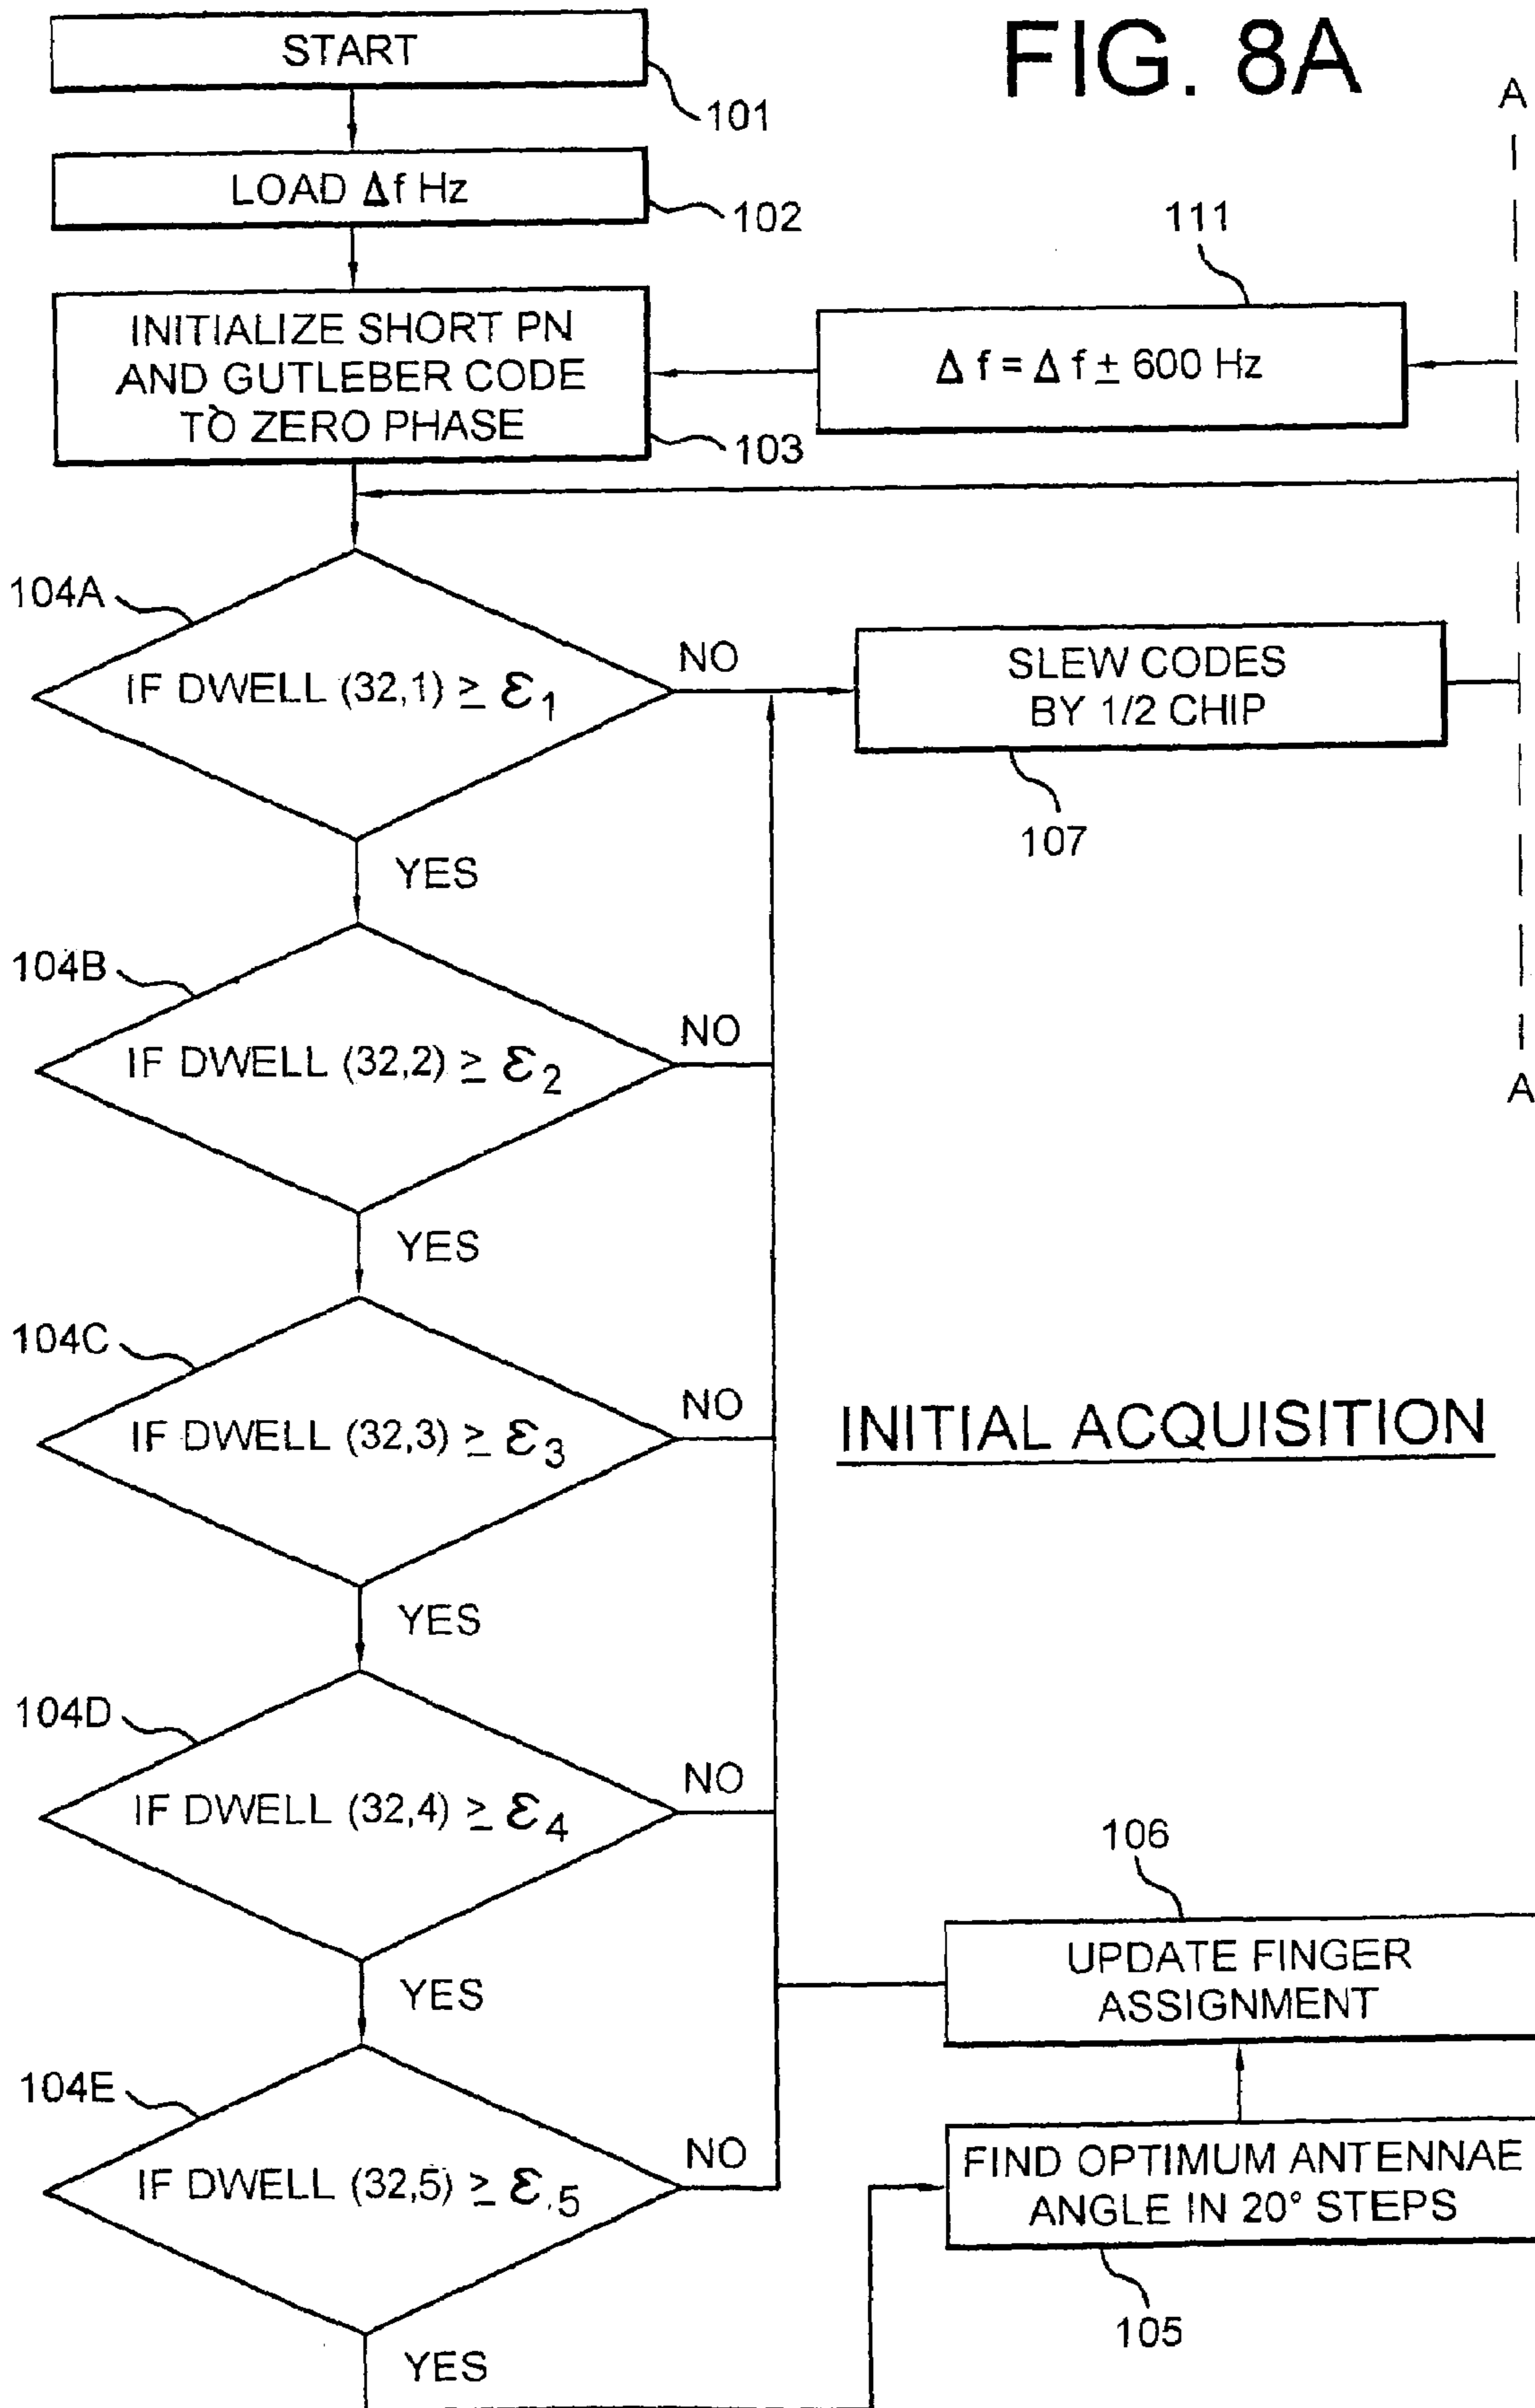 FIG. 8A
START
101
A
LOAD Δf Hz
102
111
INITIALIZE SHORT PN
AND GUTLEBER CODE
TO ZERO PHASE
103
Δ f = Δ f ± 600 Hz
104A
IF DWELL (32,1) ≥ ε1
NO
SLEW CODES
BY 1/2 CHIP
107
YES
104B
IF DWELL (32,2) ≥ ε2
NO
A
YES
104C
IF DWELL (32,3) ≥ ε3
NO
INITIAL ACQUISITION
YES
104D
IF DWELL (32,4) ≥ ε4
NO
106
UPDATE FINGER
ASSIGNMENT
YES
104E
IF DWELL (32,5) ≥ ε.5
NO
FIND OPTIMUM ANTENNAE
ANGLE IN 20° STEPS
105
YES